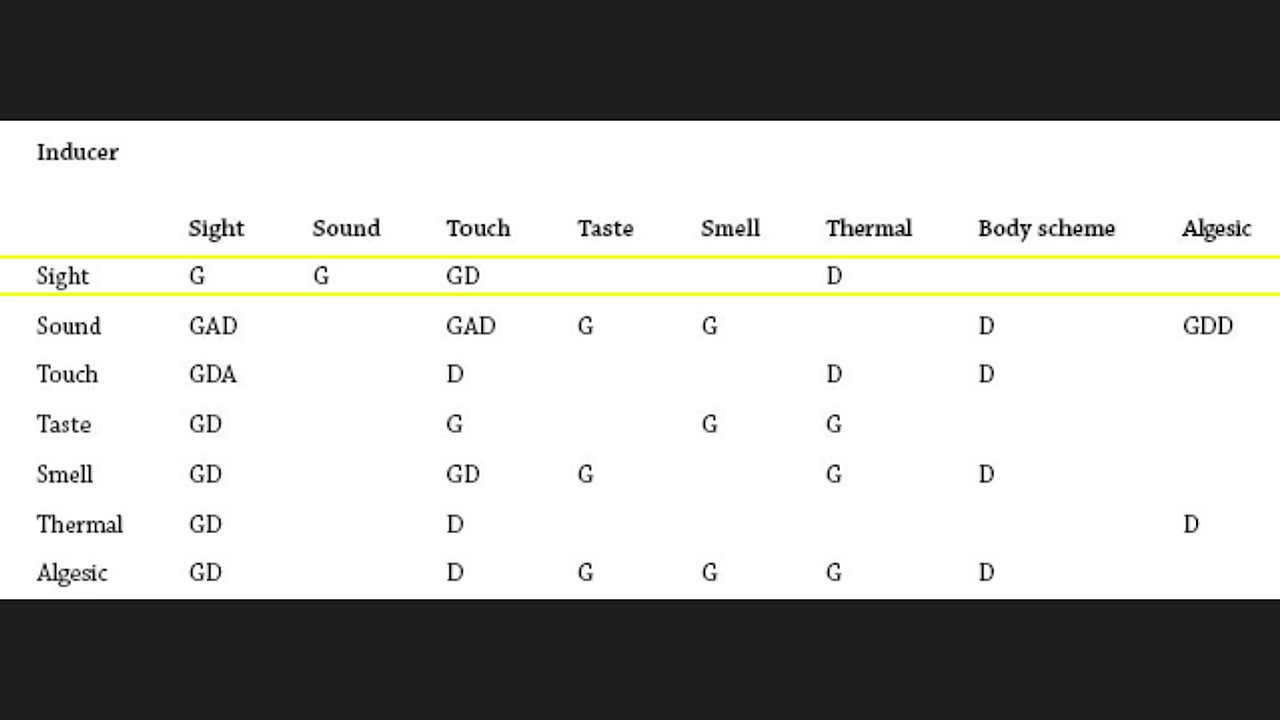 Inducer
Sight Sound Touch Taste Smell Thermal Body scheme Algesic
Sight G G GD D
Sound GAD GAD G G D GDD
Touch GDA D D D
Taste GD G G G
Smell GD GD G G D
Thermal GD D D
Algesic GD D G G G D